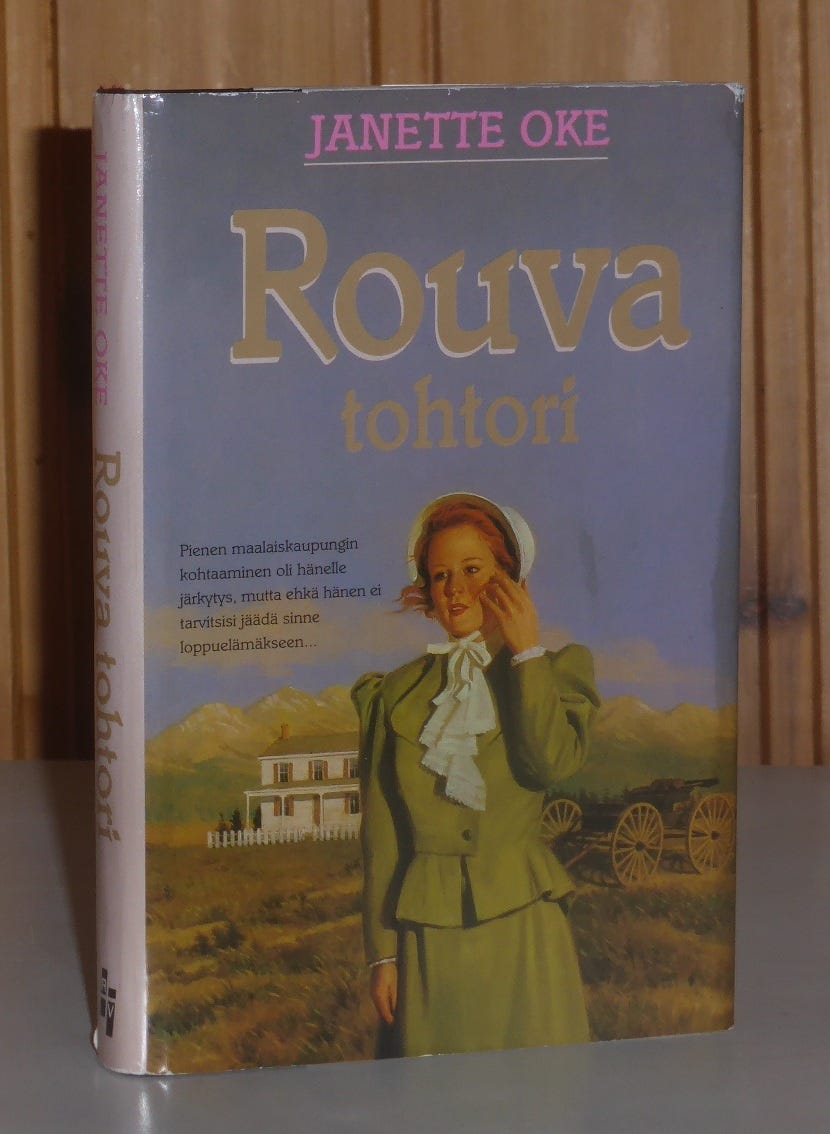 JANETTE OKE
Rouva
tohtori
Pienen maalaiskaupungin
kohtaaminen oli hänelle
järkytys, mutta ehkä hänen ei
tarvitsisi jäädä sinne
loppuelämäkseen...
JANETTE OKE Rouva tohtori
R
V